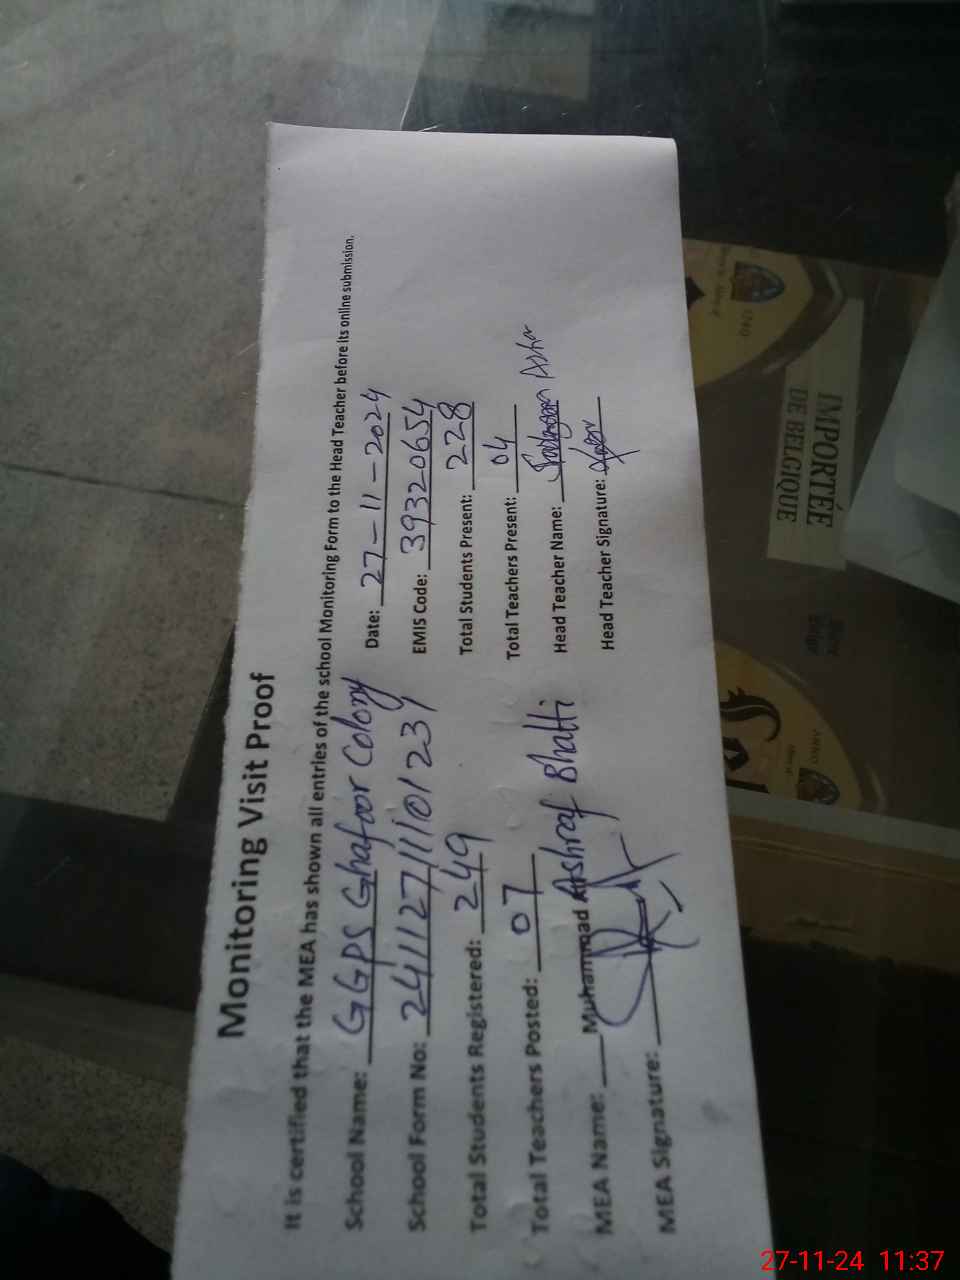 Monitoring Visit Proof
It is certified that the MEA has shown all entries of the school Monitoring Form to the Head Teacher before its online submission.
School Name: GGPS Ghafoor Colony Date: 27-11-2024
School Form No: 241127111101239 EMIS Code: 39320654
Total Students Registered: 249 Total Students Present: 228
Total Teachers Posted: 07 Total Teachers Present: 04
MEA Name: Muhammad Ashraf Bhatti Head Teacher Name:
MEA Signature: Head Teacher Signature:
IMPORTÉE
DE BELGIQUE
ANNO
27-11-24 11:37